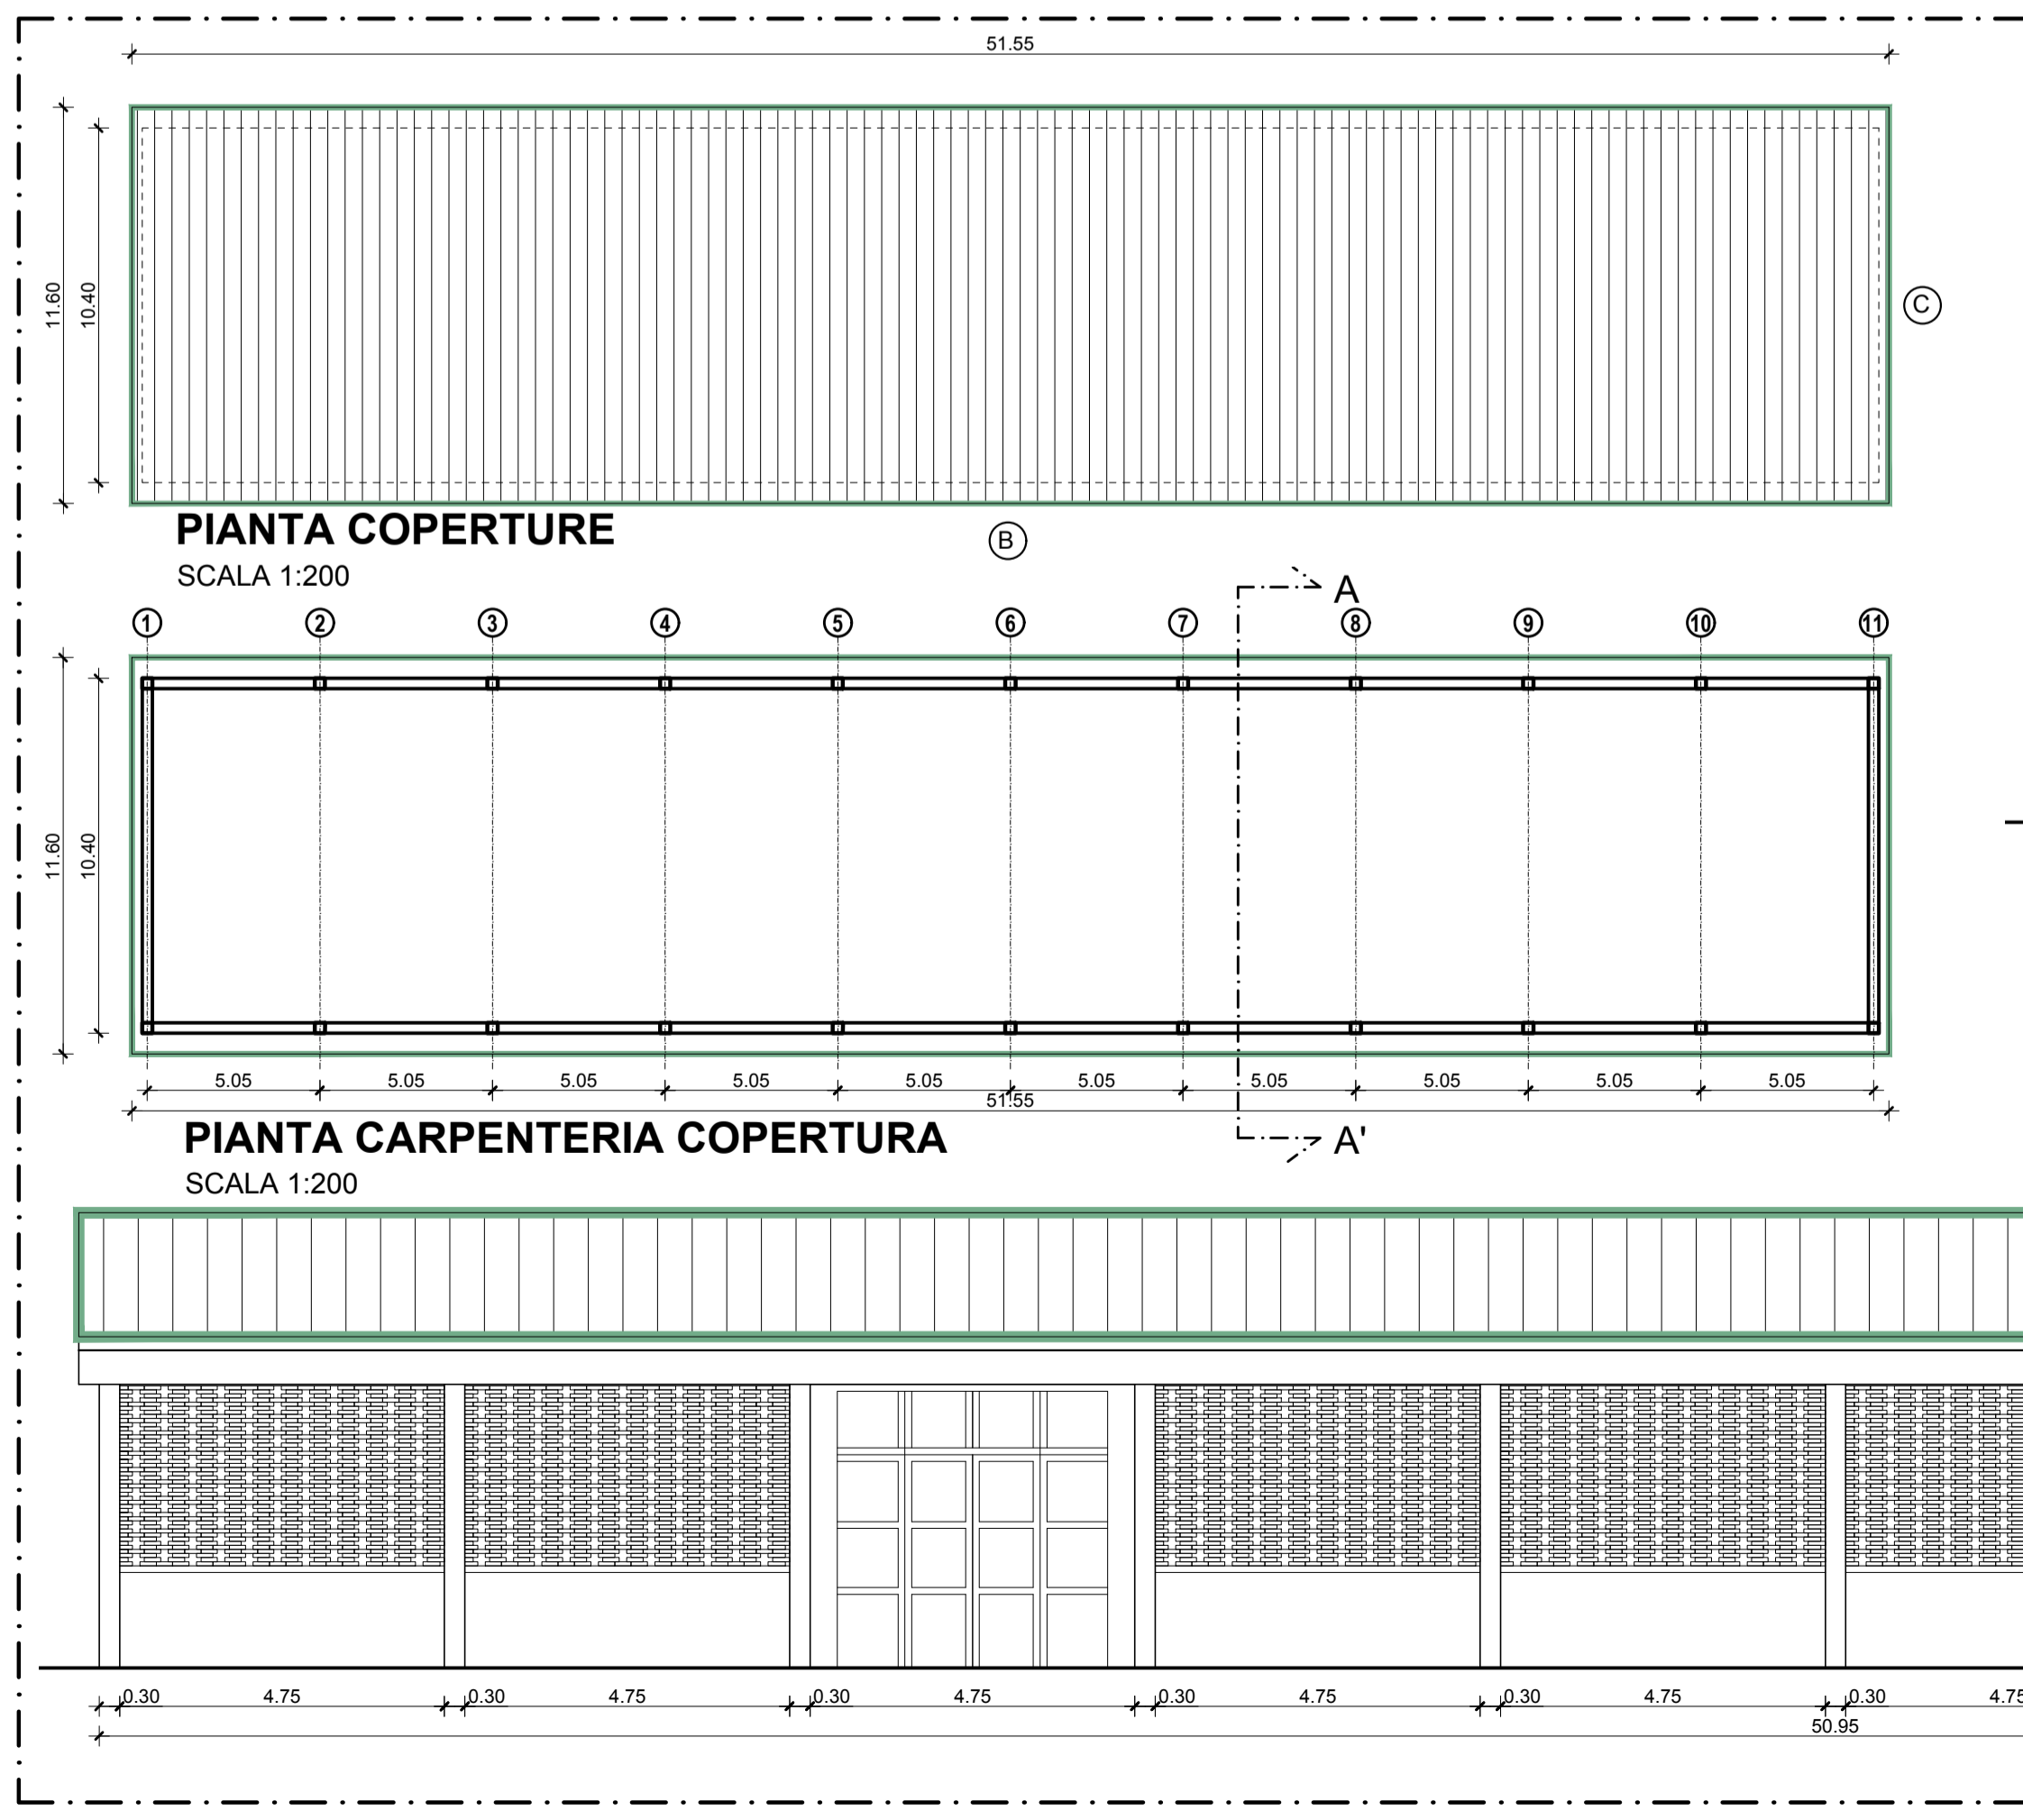 51.55
11.60
10.40
C
PIANTA COPERTURE
B
SCALA 1:200
A
1 2 3 4 5 6 7 8 9 10 11
11.60
10.40
5.05 5.05 5.05 5.05 5.05 5.05 5.05 5.05 5.05 5.05
51.55
PIANTA CARPENTERIA COPERTURA
A'
SCALA 1:200
0.30 4.75 0.30 4.75 0.30 4.75 0.30 4.75 0.30 4.75 0.30 4.75
50.95